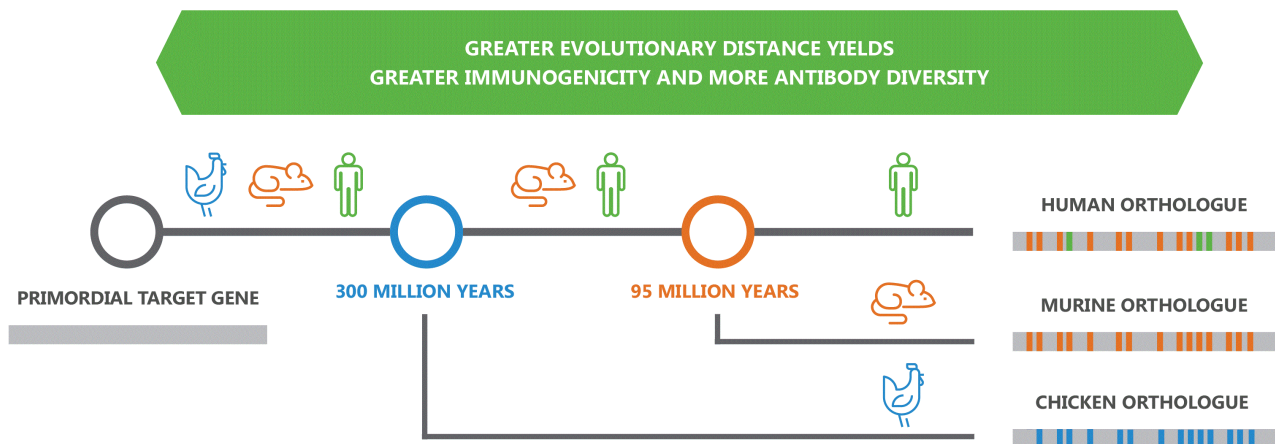 GREATER EVOLUTIONARY DISTANCE YIELDS
GREATER IMMUNOGENICITY AND MORE ANTIBODY DIVERSITY
HUMAN ORTHOLOGUE
PRIMORDIAL TARGET GENE
300 MILLION YEARS
95 MILLION YEARS
MURINE ORTHOLOGUE
CHICKEN ORTHOLOGUE